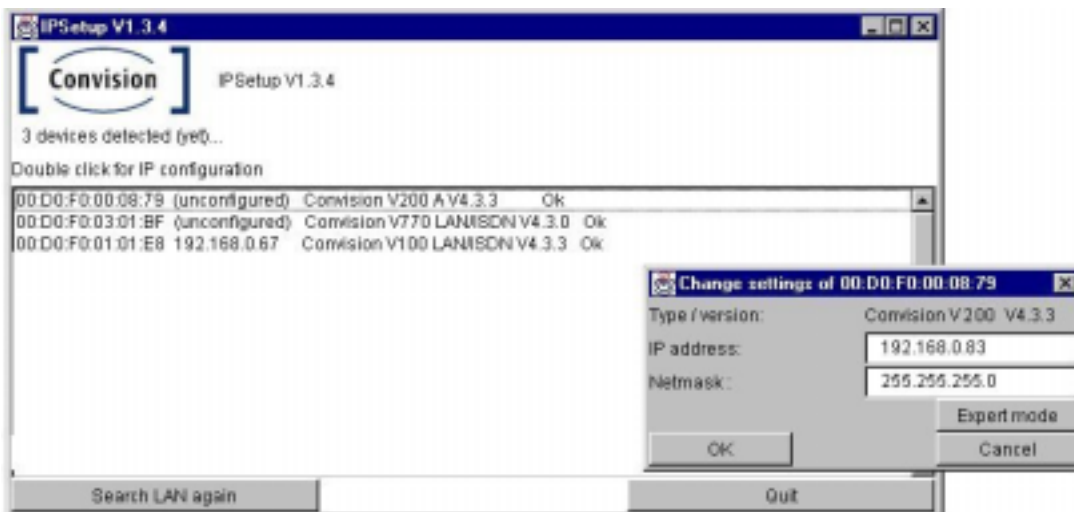 IPSetup V1.3.4
Convision
IPSetup V1.3.4
3 devices detected (yet)...
Double click for IP configuration
00:D0:F0:00:08:79 (unconfigured) Convision V200 A V4.3.3 Ok
00:D0:F0:03:01:BF (unconfigured) Convision V770 LAN/ISDN V4.3.0 Ok
00:D0:F0:01:01:E8 192.168.0.67 Convision V100 LAN/ISDN V4.3.3 Ok
Change settings of 00:D0:F0:00:08:79
Type / version: Convision V200 V4.3.3
IP address: 192.168.0.83
Netmask: 255.255.255.0
Expert mode
OK Cancel
Search LAN again Quit